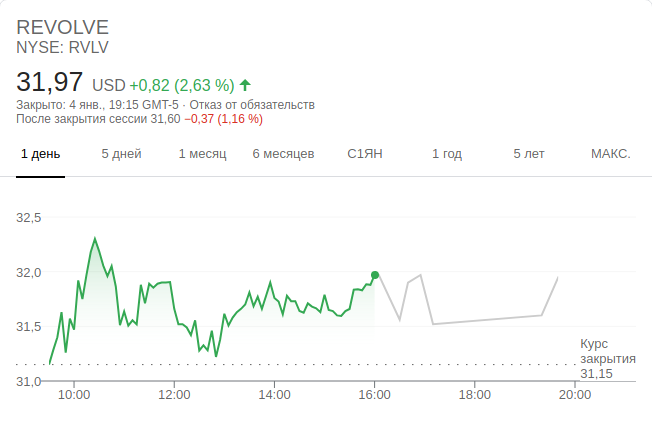 REVOLVE
NYSE: RVLV
31,97 USD +0,82 (2,63 %)
Закрыто: 4 янв., 19:15 GMT-5 · Отказ от обязательств
После закрытия сессии 31,60 −0,37 (1,16 %)
1 день 5 дней 1 месяц 6 месяцев С1ЯН 1 год 5 лет МАКС.
32,5
32,0
31,5
Курс
закрытия
31,15
31,0
10:00 12:00 14:00 16:00 18:00 20:00